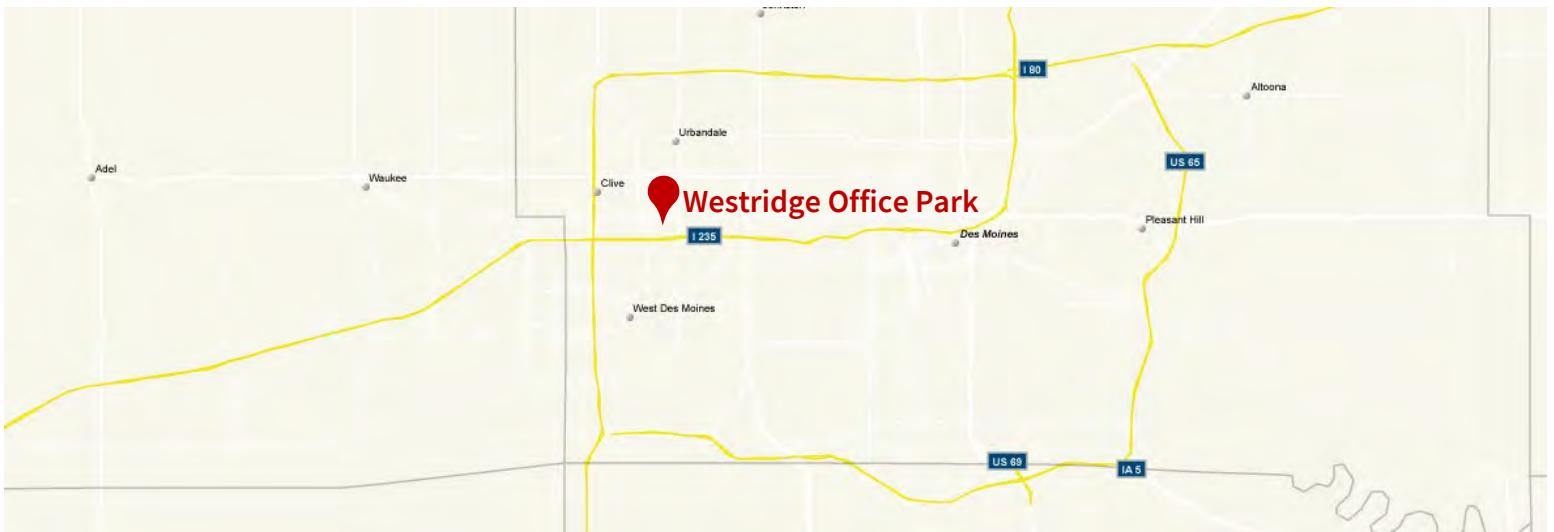 I 80
Altoona
Urbandale
US 65
Adel
Waukee
Clive
Westridge Office Park
Pleasant Hill
I 235
Des Moines
West Des Moines
US 69
IA 5